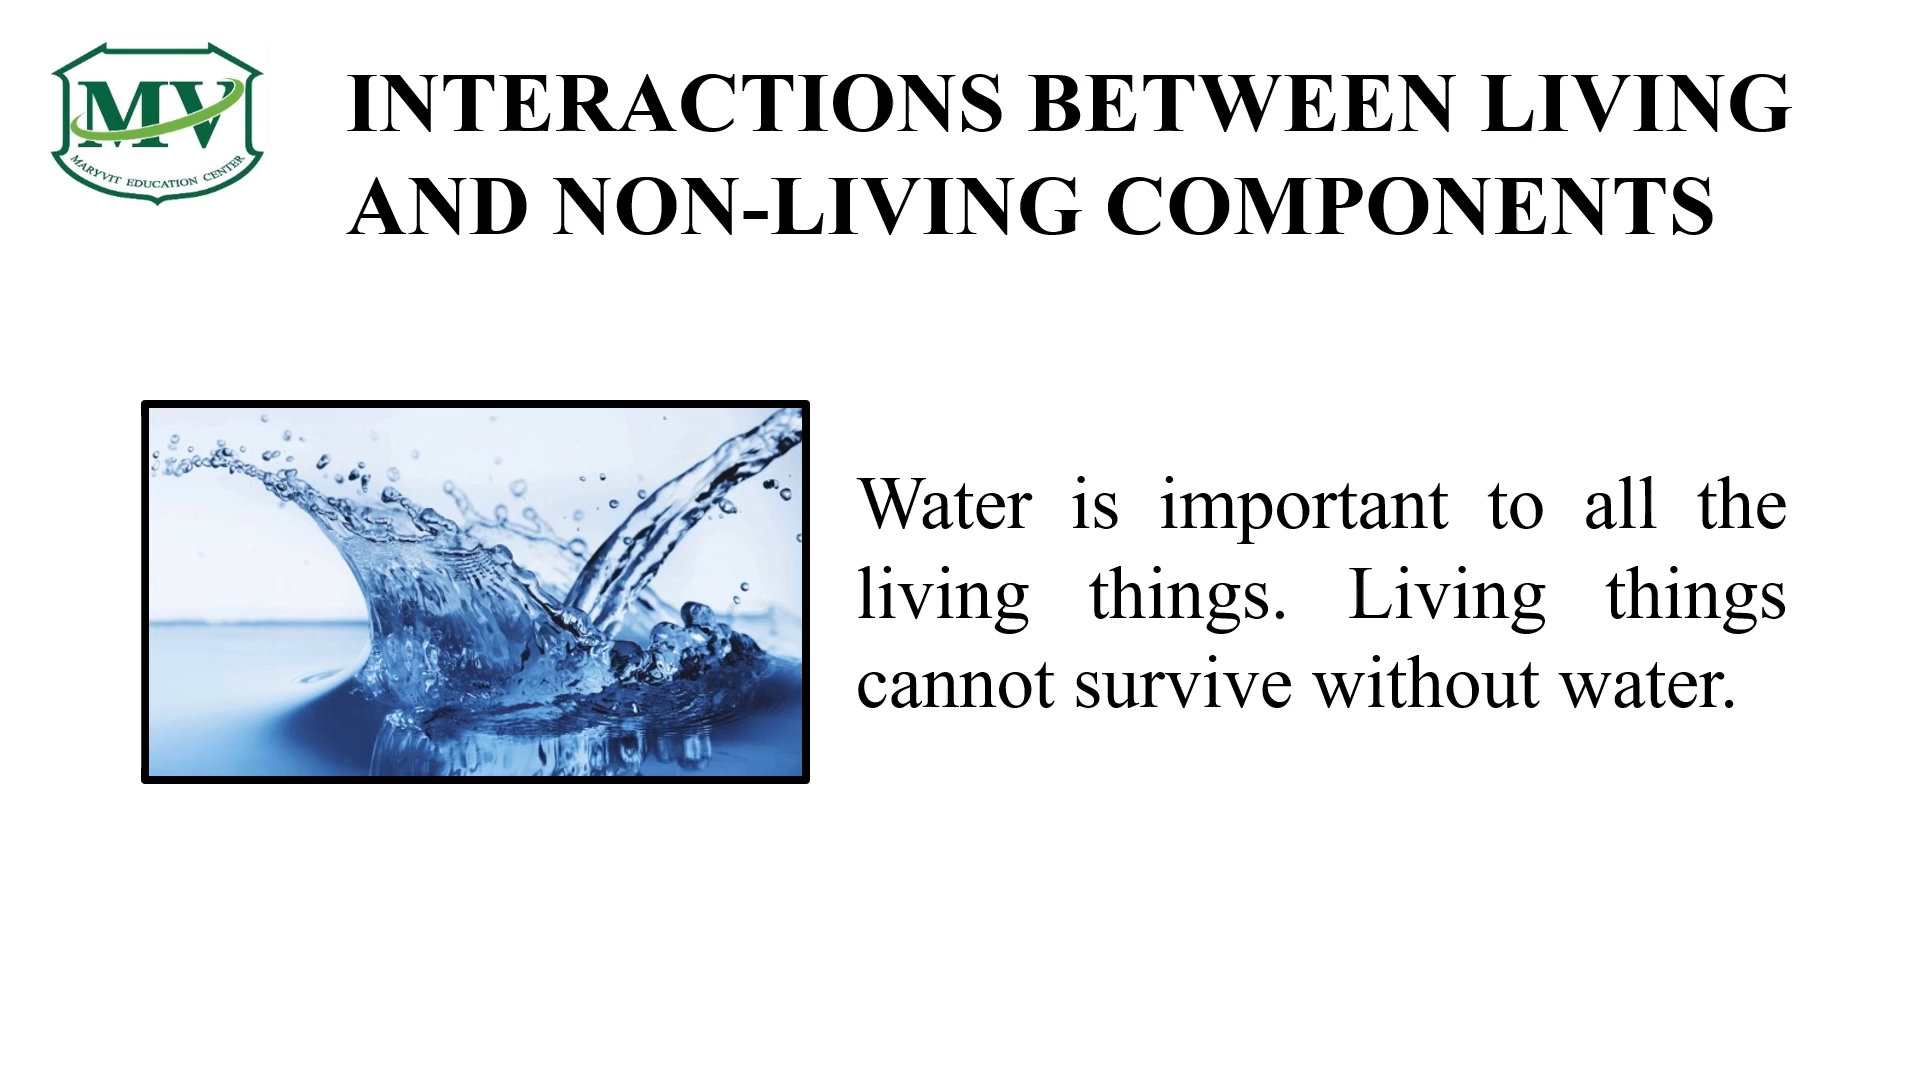 MV
MARYVIT EDUCATION CENTER
INTERACTIONS BETWEEN LIVING
AND NON-LIVING COMPONENTS
Water is important to all the
living things. Living things
cannot survive without water.